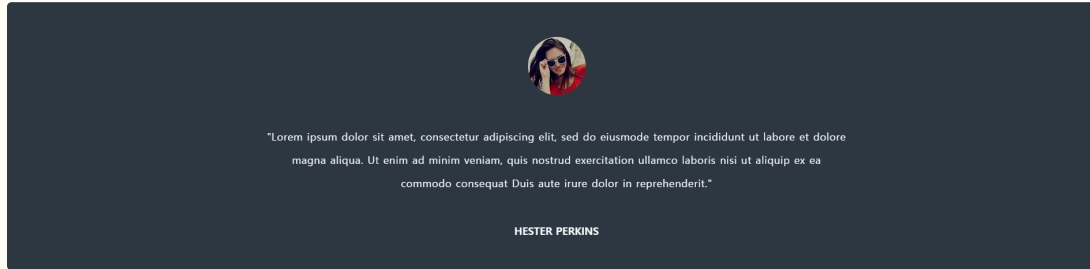 "Lorem ipsum dolor sit amet, consectetur adipiscing elit, sed do eiusmode tempor incididunt ut labore et dolore
magna aliqua. Ut enim ad minim veniam, quis nostrud exercitation ullamco laboris nisi ut aliquip ex ea
commodo consequat Duis aute irure dolor in reprehenderit."
HESTER PERKINS